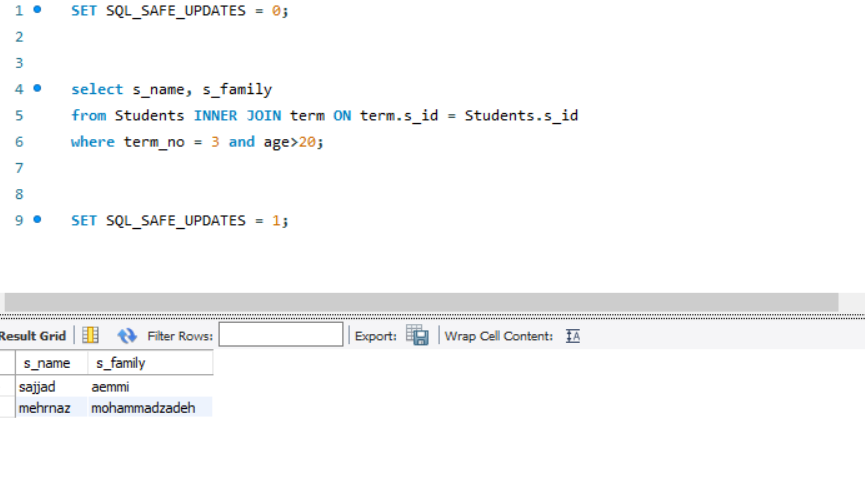 1 SET SQL_SAFE_UPDATES = 0;
2
3
4 select s_name, s_family
5 from Students INNER JOIN term ON term.s_id = Students.s_id
6 where term_no = 3 and age>20;
7
8
9 SET SQL_SAFE_UPDATES = 1;
Result Grid Filter Rows: Export: Wrap Cell Content: IA
s_name s_family
sajjad aemmi
mehrnaz mohammadzadeh